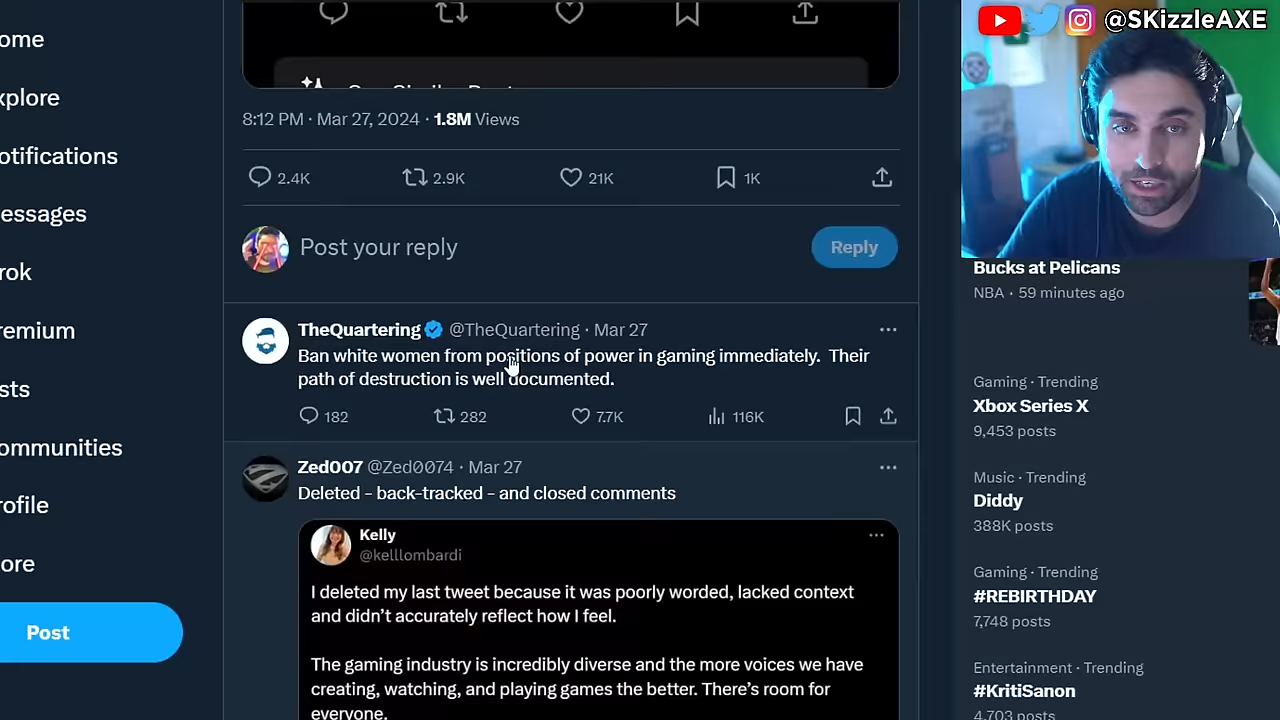 @SKizzleAXE
ome
xplore
otifications
essages
rok
remium
sts
ommunities
rofile
ore
Post
8:12 PM · Mar 27, 2024 · 1.8M Views
2.4K
2.9K
21K
1K
Post your reply
Reply
TheQuartering @TheQuartering · Mar 27
Ban white women from positions of power in gaming immediately. Their
path of destruction is well documented.
182
282
7.7K
116K
Zed007 @Zed0074 · Mar 27
Deleted - back-tracked - and closed comments
Kelly
@kelllombardi
I deleted my last tweet because it was poorly worded, lacked context
and didn't accurately reflect how I feel.
The gaming industry is incredibly diverse and the more voices we have
creating, watching, and playing games the better. There's room for
everyone.
Bucks at Pelicans
NBA · 59 minutes ago
Gaming · Trending
Xbox Series X
9,453 posts
Music · Trending
Diddy
388K posts
Gaming · Trending
#REBIRTHDAY
7,748 posts
Entertainment · Trending
#KritiSanon
4,703 posts